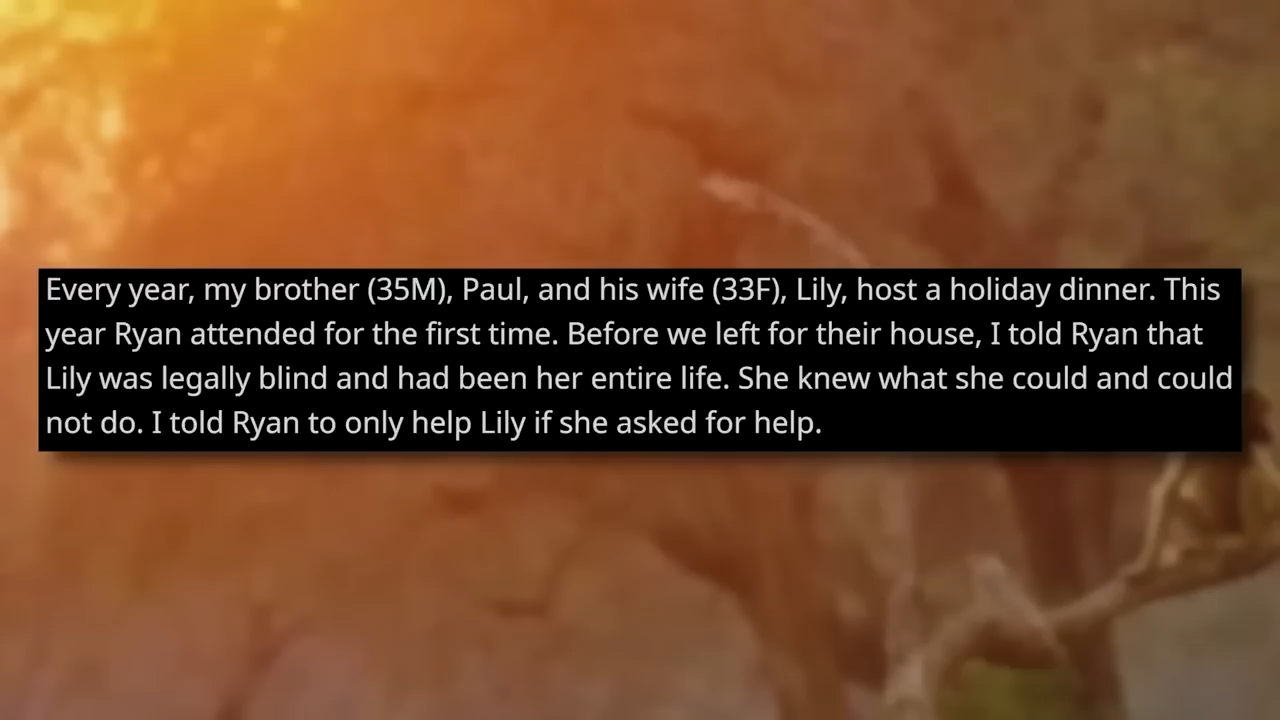 Every year, my brother (35M), Paul, and his wife (33F), Lily, host a holiday dinner. This
year Ryan attended for the first time. Before we left for their house, I told Ryan that
Lily was legally blind and had been her entire life. She knew what she could and could
not do. I told Ryan to only help Lily if she asked for help.